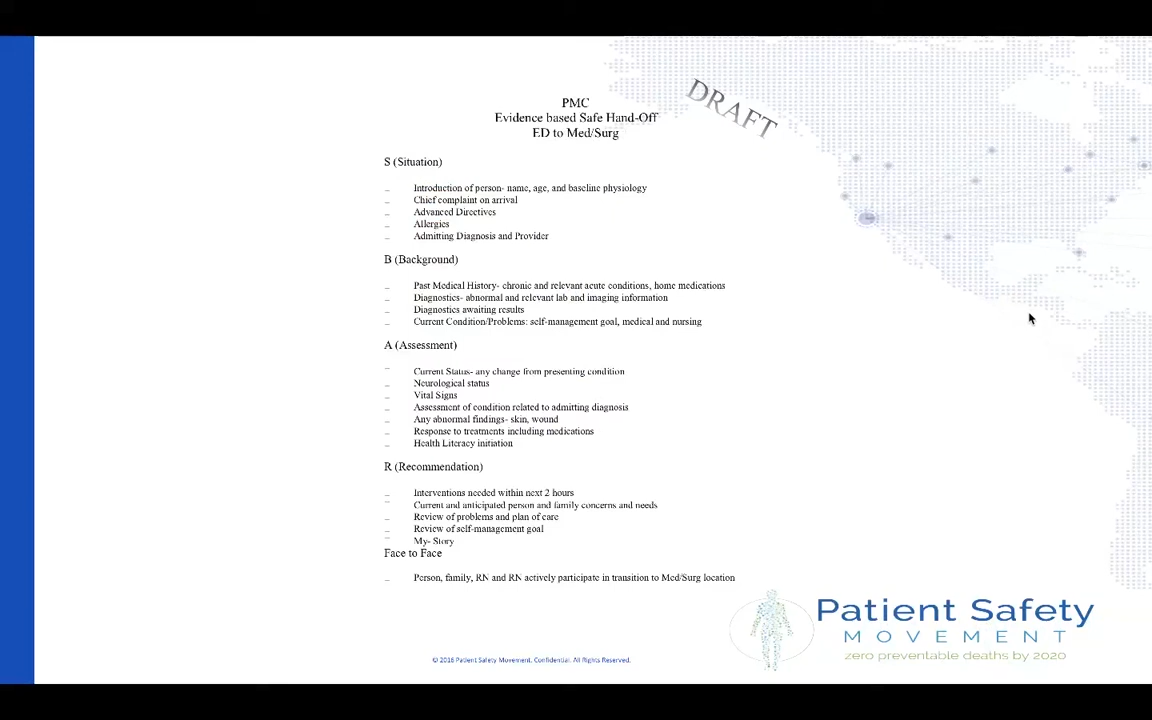 DRAFT
PMC
Evidence based Safe Hand-Off
ED to Med/Surg
S (Situation)
_ Introduction of person- name, age, and baseline physiology
_ Chief complaint on arrival
_ Advanced Directives
_ Allergies
_ Admitting Diagnosis and Provider
B (Background)
_ Past Medical History- chronic and relevant acute conditions, home medications
_ Diagnostics- abnormal and relevant lab and imaging information
_ Diagnostics awaiting results
_ Current Condition/Problems: self-management goal, medical and nursing
A (Assessment)
_ Current Status- any change from presenting condition
_ Neurological status
_ Vital Signs
_ Assessment of condition related to admitting diagnosis
_ Any abnormal findings- skin, wound
_ Response to treatments including medications
_ Health Literacy initiation
R (Recommendation)
_ Interventions needed within next 2 hours
_ Current and anticipated person and family concerns and needs
_ Review of problems and plan of care
_ Review of self-management goal
_ My- Story
Face to Face
_ Person, family, RN and RN actively participate in transition to Med/Surg location
Patient Safety
MOVEMENT
zero preventable deaths by 2020
© 2016 Patient Safety Movement. Confidential. All Rights Reserved.